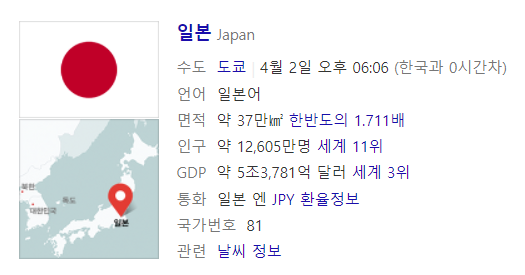 일본 Japan
수도 도쿄 4월 2일 오후 06:06 (한국과 0시간차)
언어 일본어
면적 약 37만㎢ 한반도의 1.711배
인구 약 12,605만명 세계 11위
GDP 약 5조3,781억 달러 세계 3위
통화 일본 엔 JPY 환율정보
국가번호 81
관련 날씨 정보
북한
독도
대한민국
일본